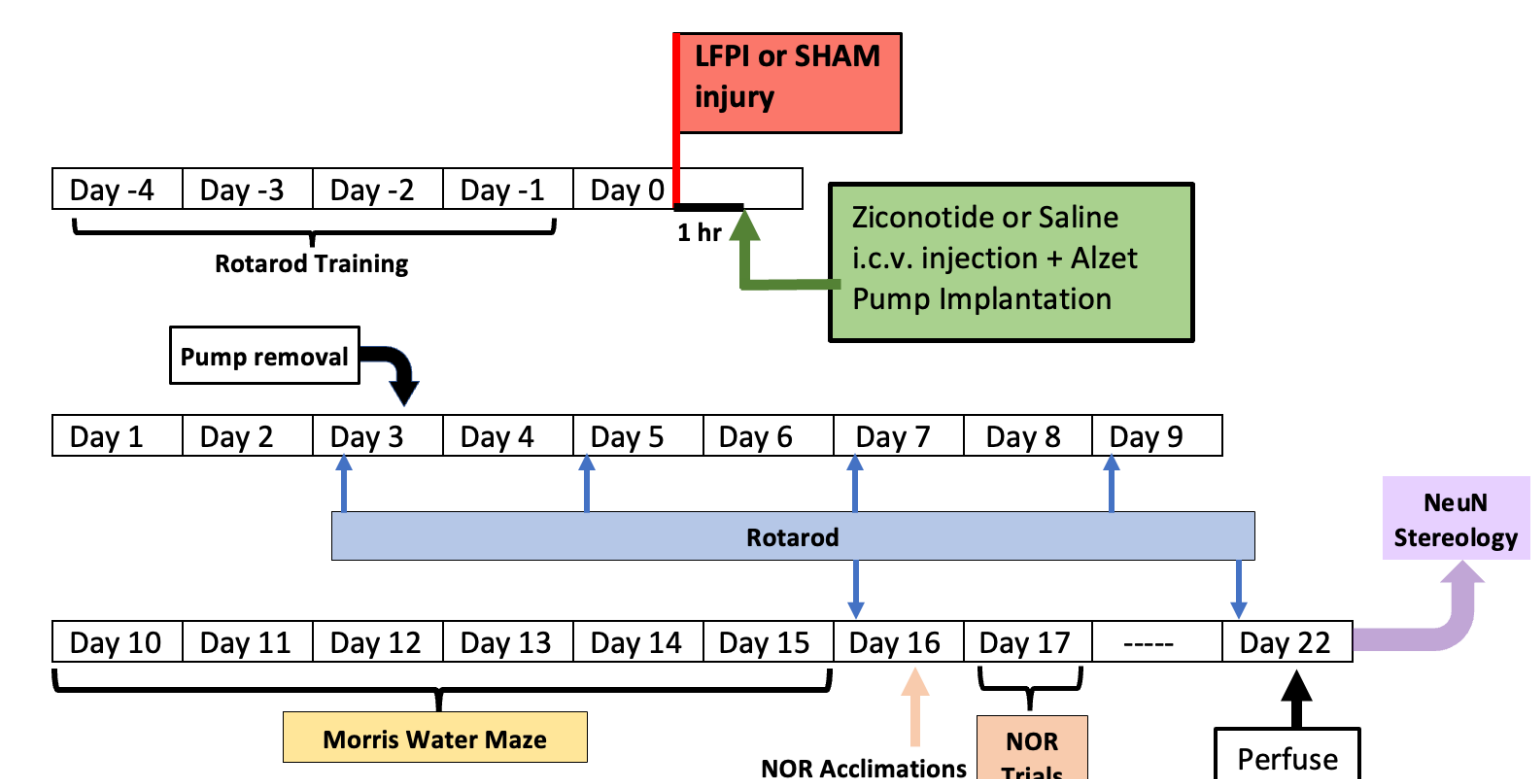 LFPI or SHAM
injury
Day -4 Day -3 Day -2 Day -1 Day 0
1 hr
Rotarod Training
Ziconotide or Saline
i.c.v. injection + Alzet
Pump Implantation
Pump removal
Day 1 Day 2 Day 3 Day 4 Day 5 Day 6 Day 7 Day 8 Day 9
Rotarod
NeuN
Stereology
Day 10 Day 11 Day 12 Day 13 Day 14 Day 15 Day 16 Day 17 ----- Day 22
Morris Water Maze
NOR Acclimations
NOR
Trials
Perfuse